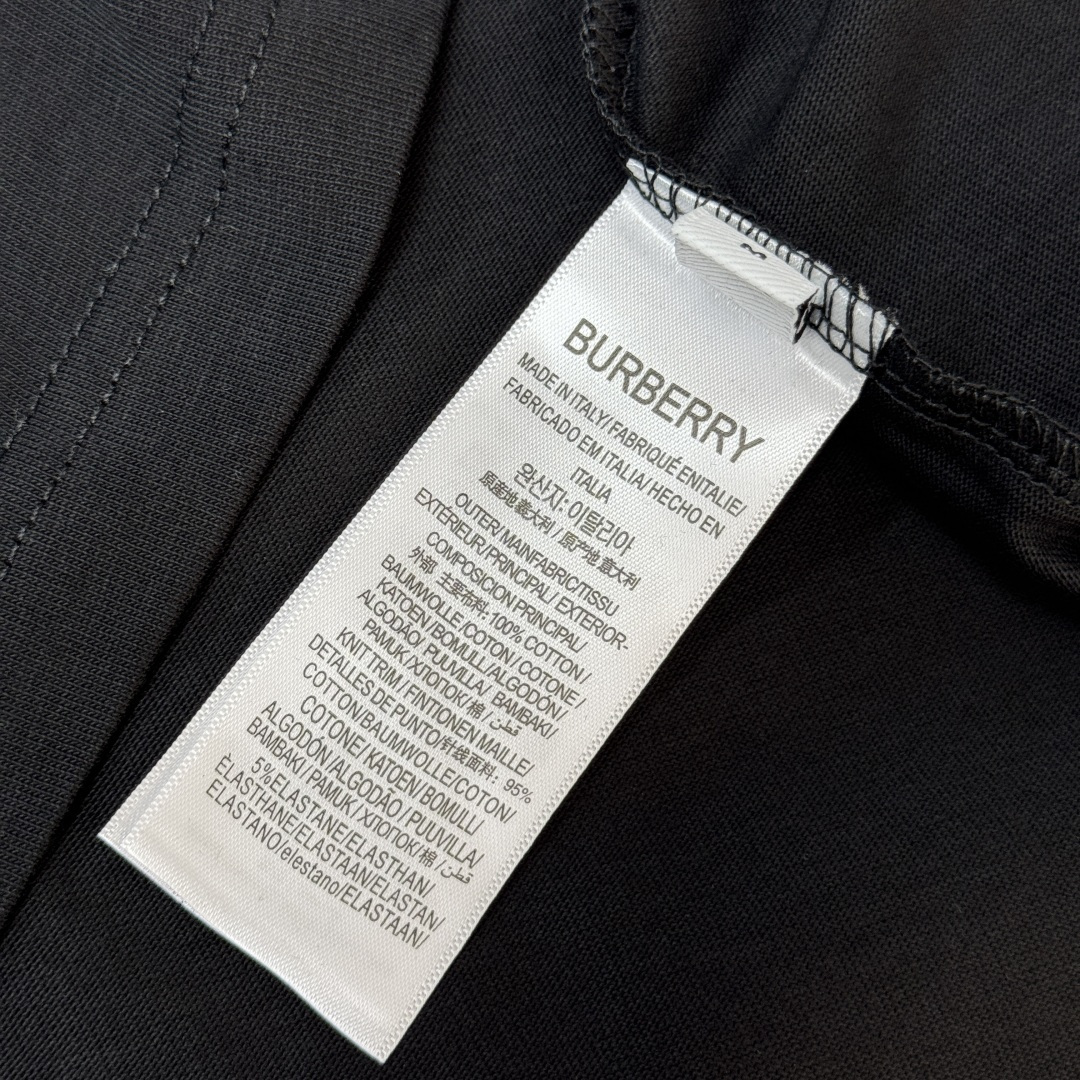 BURBERRY
MADE IN ITALY/FABRIQUÉ ENITALIE/
FABRICADO EM ITALIA/HECHO EN
ITALIA
원산지: 이탈리아
原產地 意大利 / 原产地 意大利
OUTER/MAINFABRIC/TISSU
EXTÉRIEUR/PRINCIPAL/ EXTERIOR-
COMPOSICION PRINCIPAL/
外部, 主要布料:100% COTTON /
BAUMWOLLE /COTON / COTONE /
KATOEN/BOMULL/ALGODÓN/
ALGODÃO/ PUUVILLA/ BAMBAKI/
PAMUK/ХЛОПОК/棉 / قطن
KNIT TRIM / FINTIONEN MAILLE/
DETALLES DE PUNTO/针线面料: 95%
COTTON/BAUMWOLLE/COTON/
COTONE / KATOEN/ BOMULL/
ALGODÓN/ALGODÃO / PUUVILLA/
BAMBAKI / PAMUK/ХЛОПОК/棉 / قطن
5%ELASTANE/ELASTHAN/
ÉLASTHANE/ELASTAAN/ELASTAN/
ELASTANO/elestano/ELASTAAN/